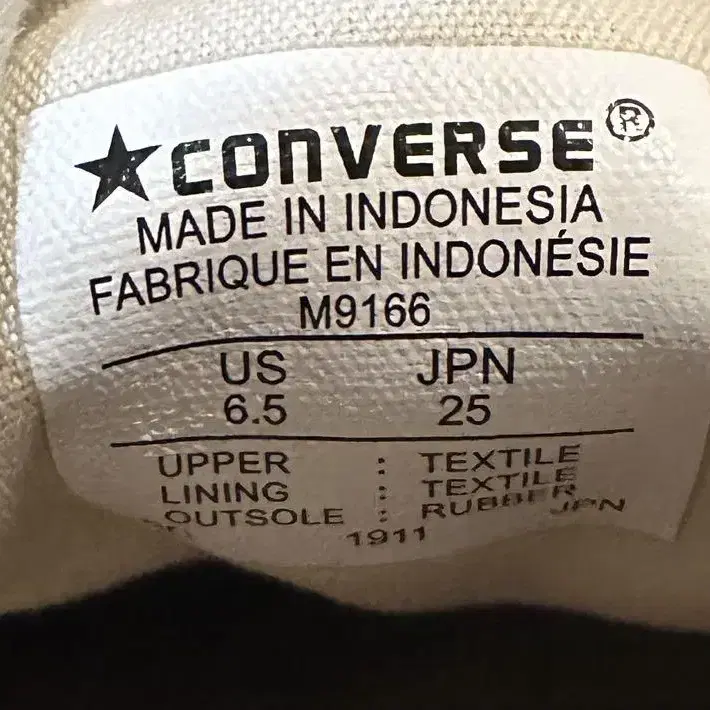 ★CONVERSE®
MADE IN INDONESIA
FABRIQUE EN INDONÉSIE
M9166
US JPN
6.5 25
UPPER : TEXTILE
LINING : TEXTILE
OUTSOLE : RUBBER
JPN
1911